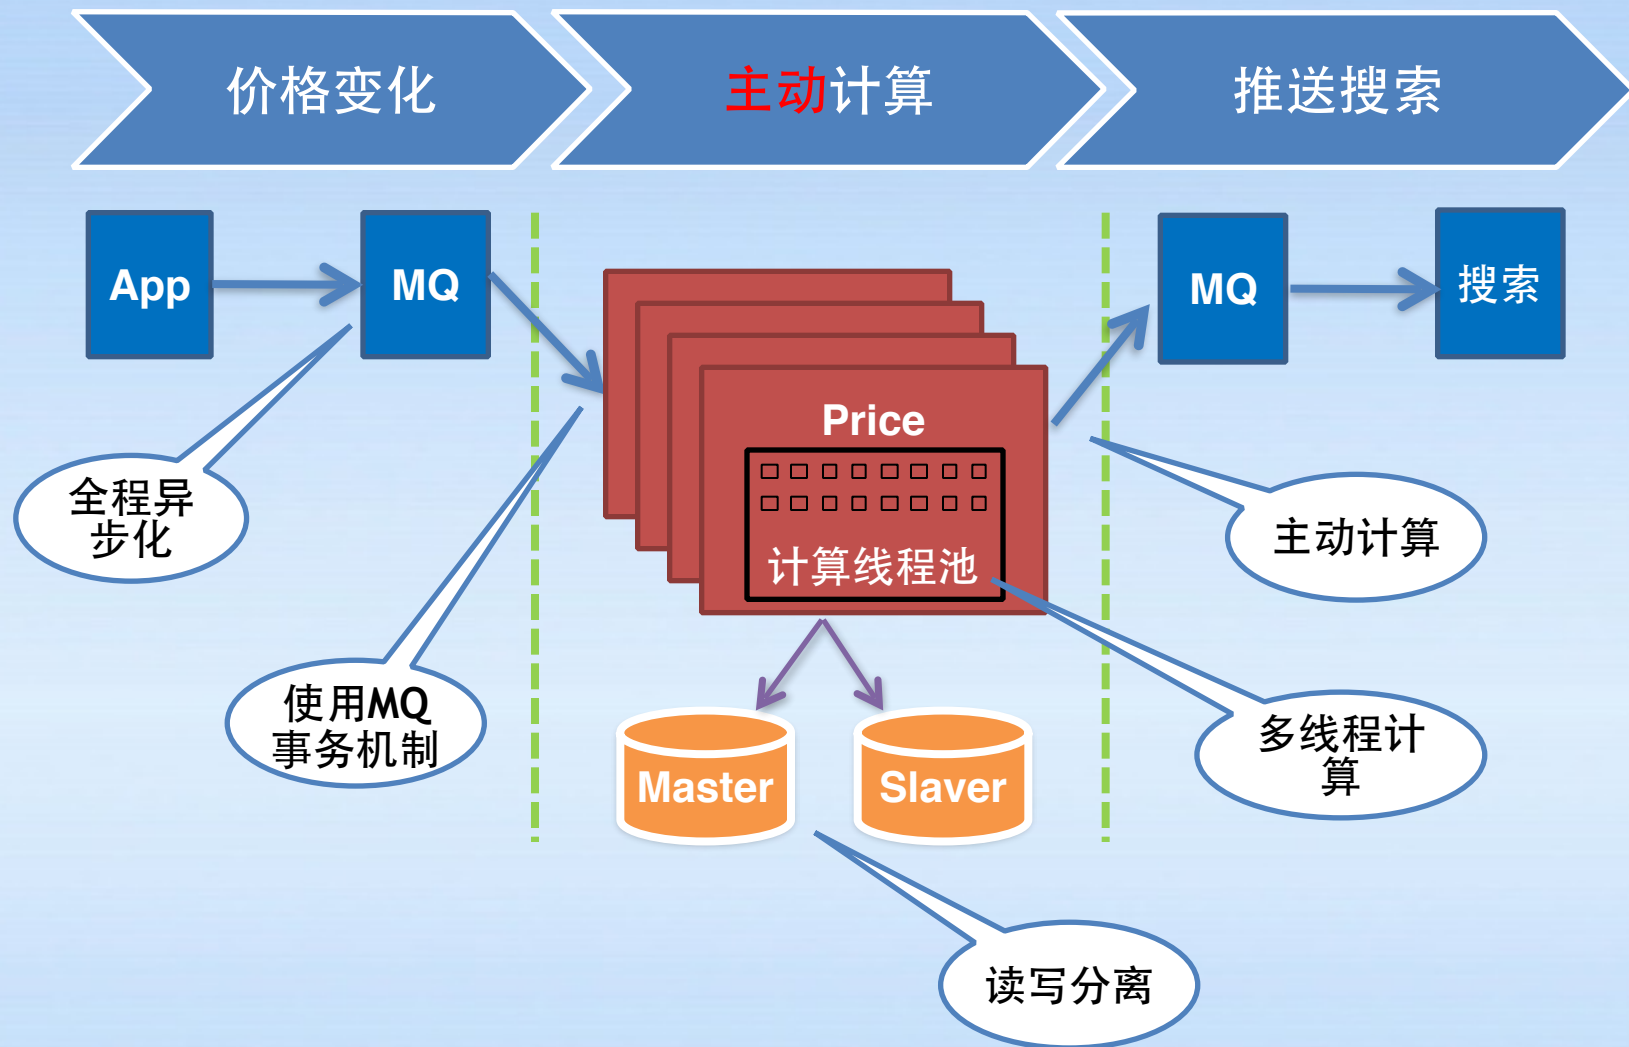 价格变化
主动计算
推送搜索
App
MQ
MQ
搜索
Price
计算线程池
全程异
步化
主动计算
使用MQ
事务机制
多线程计
算
Master
Slaver
读写分离